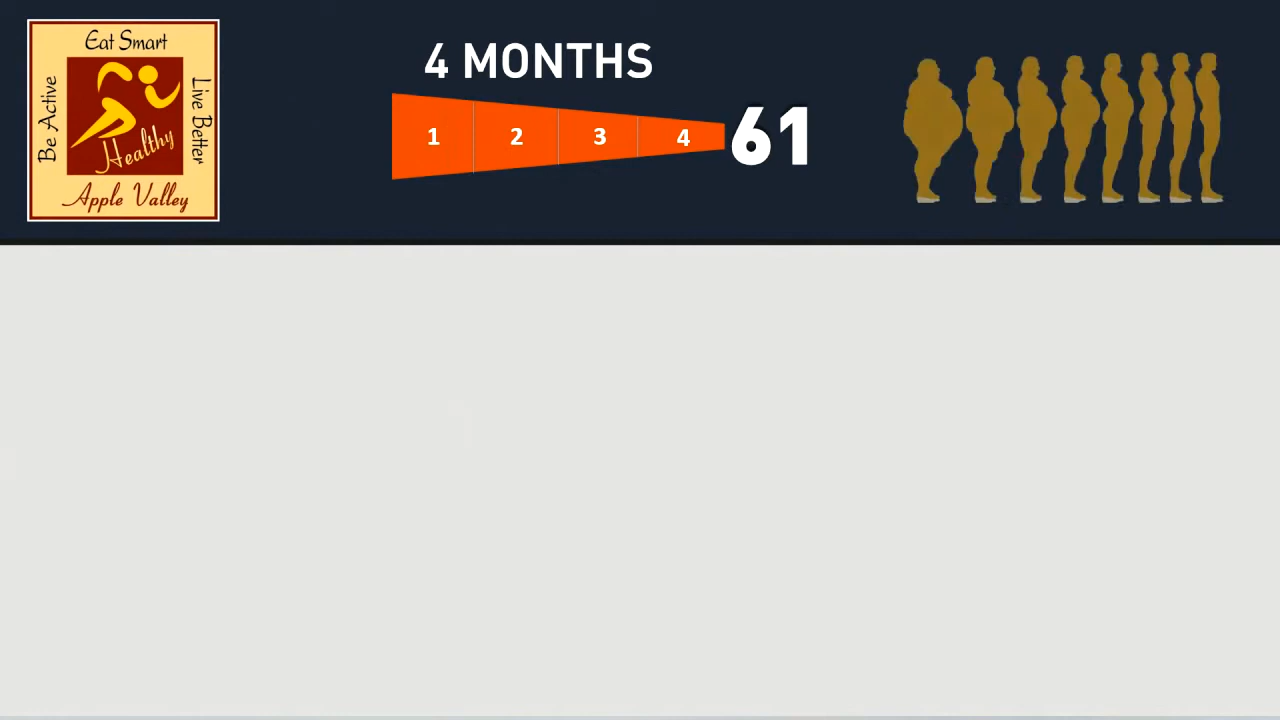 Eat Smart
Be Active
Live Better
Healthy
Apple Valley
4 MONTHS
1 2 3 4 61